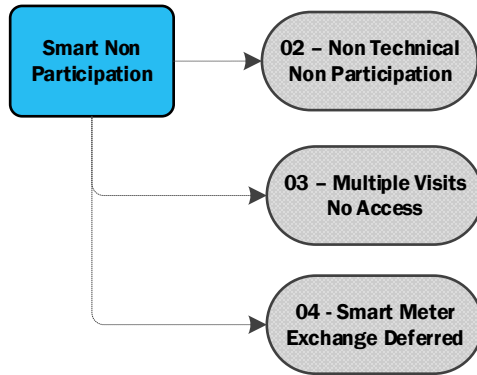 Smart Non
Participation
02 – Non Technical
Non Participation
03 – Multiple Visits
No Access
04 - Smart Meter
Exchange Deferred